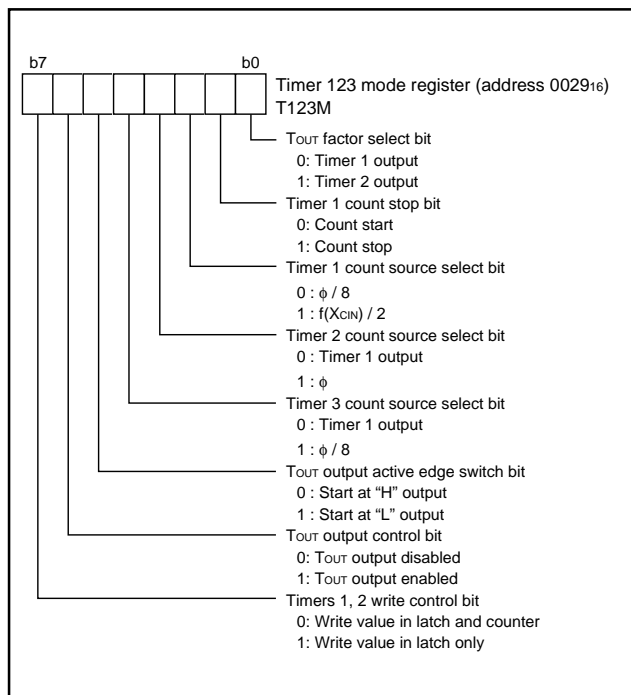 b7 b0
Timer 123 mode register (address 002916)
T123M
TOUT factor select bit
0: Timer 1 output
1: Timer 2 output
Timer 1 count stop bit
0: Count start
1: Count stop
Timer 1 count source select bit
0 : ϕ / 8
1 : f(XCIN) / 2
Timer 2 count source select bit
0 : Timer 1 output
1 : ϕ
Timer 3 count source select bit
0 : Timer 1 output
1 : ϕ / 8
TOUT output active edge switch bit
0 : Start at “H” output
1 : Start at “L” output
TOUT output control bit
0: TOUT output disabled
1: TOUT output enabled
Timers 1, 2 write control bit
0: Write value in latch and counter
1: Write value in latch only